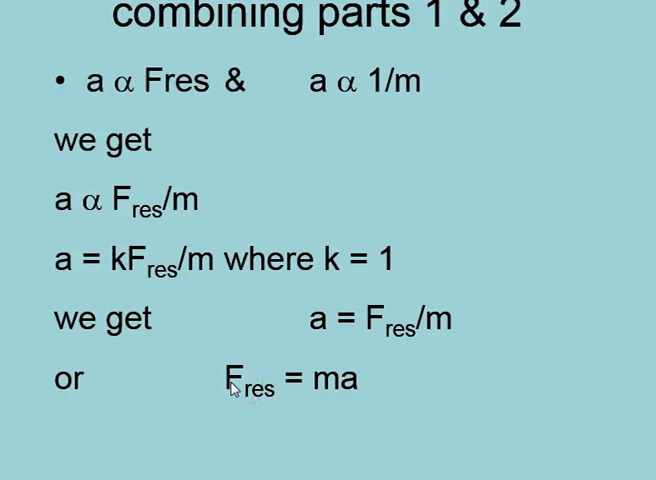 combining parts 1 & 2
• a α Fres & a α 1/m
we get
a α Fres/m
a = kFres/m where k = 1
we get a = Fres/m
or Fres = ma